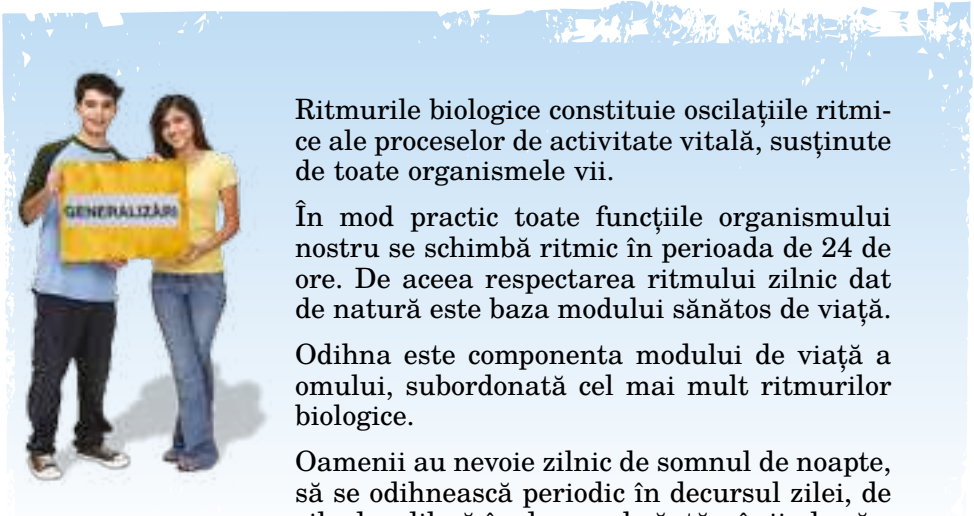 GENERALIZĂRI
Ritmurile biologice constituie oscilațiile ritmi-
ce ale proceselor de activitate vitală, susținute
de toate organismele vii.
În mod practic toate funcțiile organismului
nostru se schimbă ritmic în perioada de 24 de
ore. De aceea respectarea ritmului zilnic dat
de natură este baza modului sănătos de viață.
Odihna este componenta modului de viață a
omului, subordonată cel mai mult ritmurilor
biologice.
Oamenii au nevoie zilnic de somnul de noapte,
să se odihnească periodic în decursul zilei, de